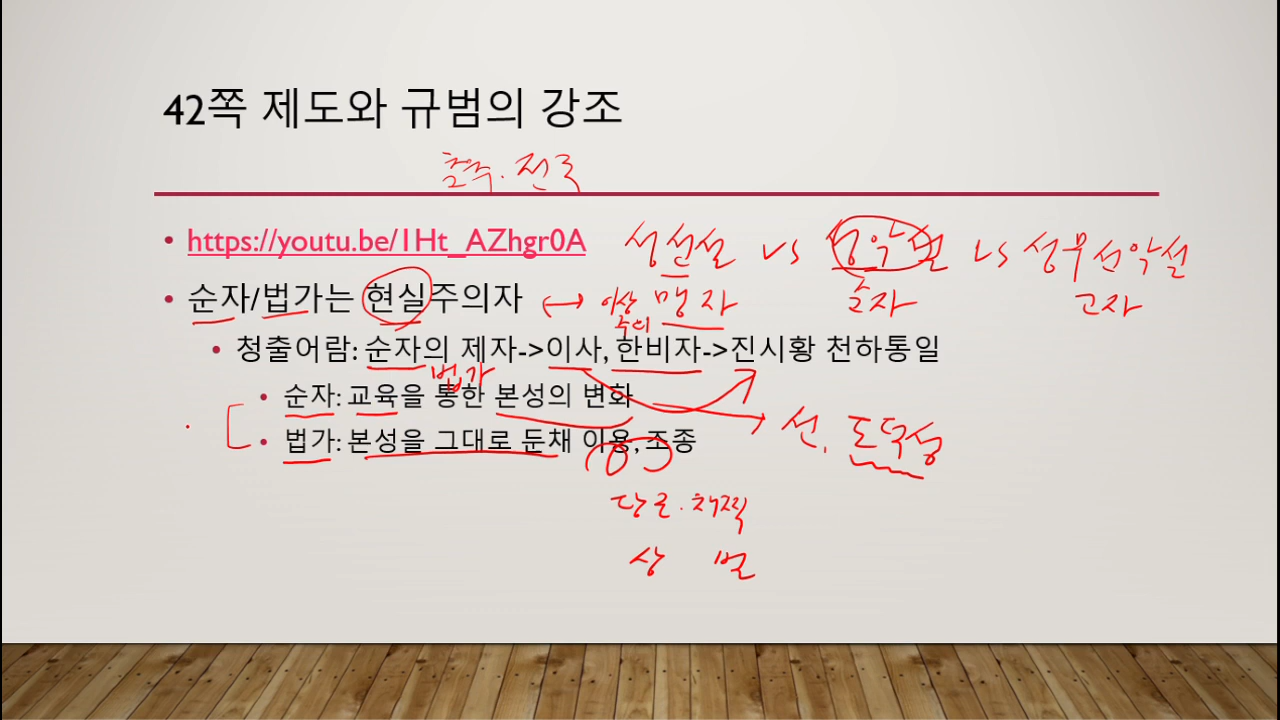 42쪽 제도와 규범의 강조
춘추·전국
https://youtu.be/1Ht_AZhgr0A
성선설 vs 성악설 vs 성무선악설
순자/법가는 현실주의자 ↔ 이상주의 맹자 순자 고자
청출어람: 순자의 제자->이사, 한비자->진시황 천하통일
법가
순자: 교육을 통한 본성의 변화
선, 도덕성
법가: 본성을 그대로 둔채 이용, 조종
당근·채찍
상 벌